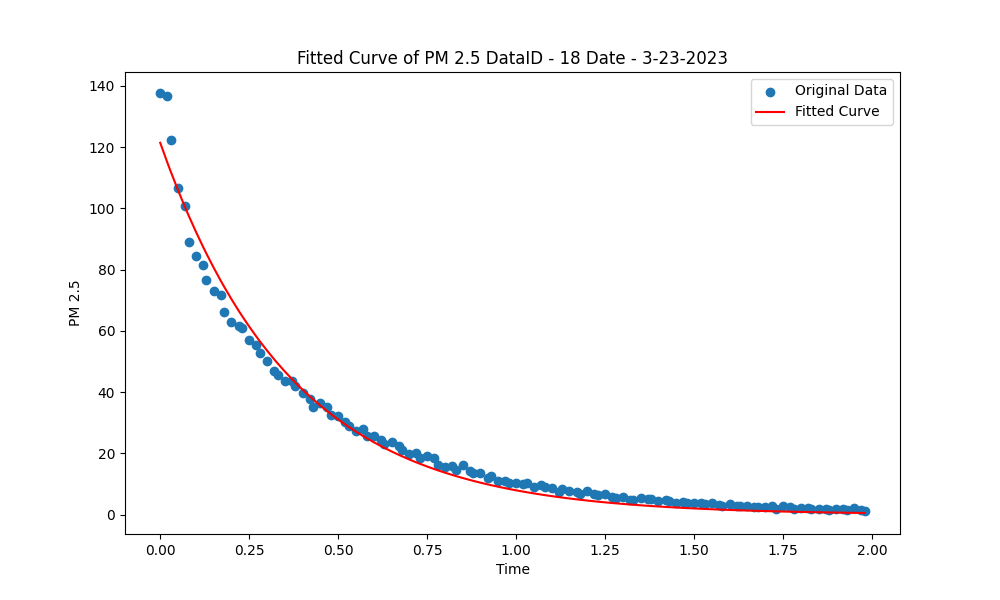 Fitted Curve of PM 2.5 DataID - 18 Date - 3-23-2023
Original Data
Fitted Curve
PM 2.5
140
120
100
80
60
40
20
0
0.00 0.25 0.50 0.75 1.00 1.25 1.50 1.75 2.00
Time